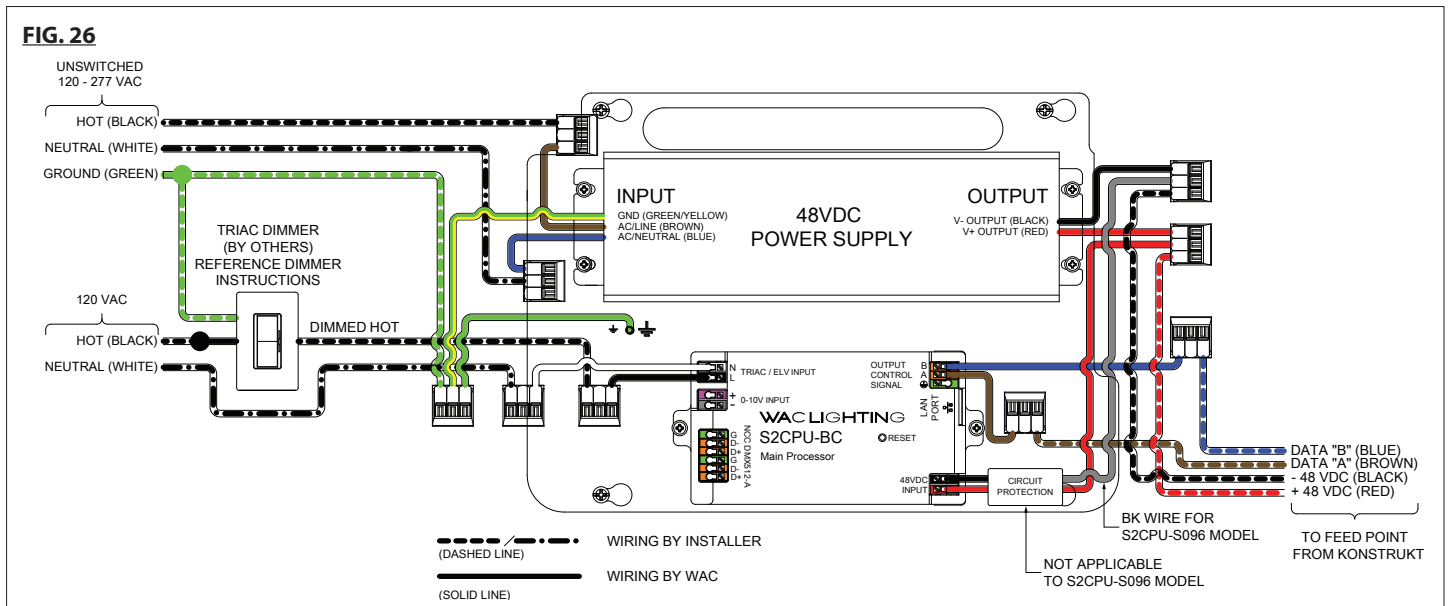 FIG. 26
UNSWITCHED
120 - 277 VAC
HOT (BLACK)
NEUTRAL (WHITE)
GROUND (GREEN)
TRIAC DIMMER
(BY OTHERS)
REFERENCE DIMMER
INSTRUCTIONS
120 VAC
HOT (BLACK)
NEUTRAL (WHITE)
DIMMED HOT
INPUT
GND (GREEN/YELLOW)
AC/LINE (BROWN)
AC/NEUTRAL (BLUE)
48VDC
POWER SUPPLY
OUTPUT
V- OUTPUT (BLACK)
V+ OUTPUT (RED)
N
L
TRIAC / ELV INPUT
+
-
0-10V INPUT
G
D-
D+
G
D-
D+
NCC DMX512-A
WAC LIGHTING
S2CPU-BC
Main Processor
RESET
OUTPUT
CONTROL
SIGNAL
B
A
LAN
PORT
48VDC
INPUT
CIRCUIT
PROTECTION
DATA "B" (BLUE)
DATA "A" (BROWN)
- 48 VDC (BLACK)
+ 48 VDC (RED)
TO FEED POINT
FROM KONSTRUKT
BK WIRE FOR
S2CPU-S096 MODEL
NOT APPLICABLE
TO S2CPU-S096 MODEL
WIRING BY INSTALLER
(DASHED LINE)
WIRING BY WAC
(SOLID LINE)